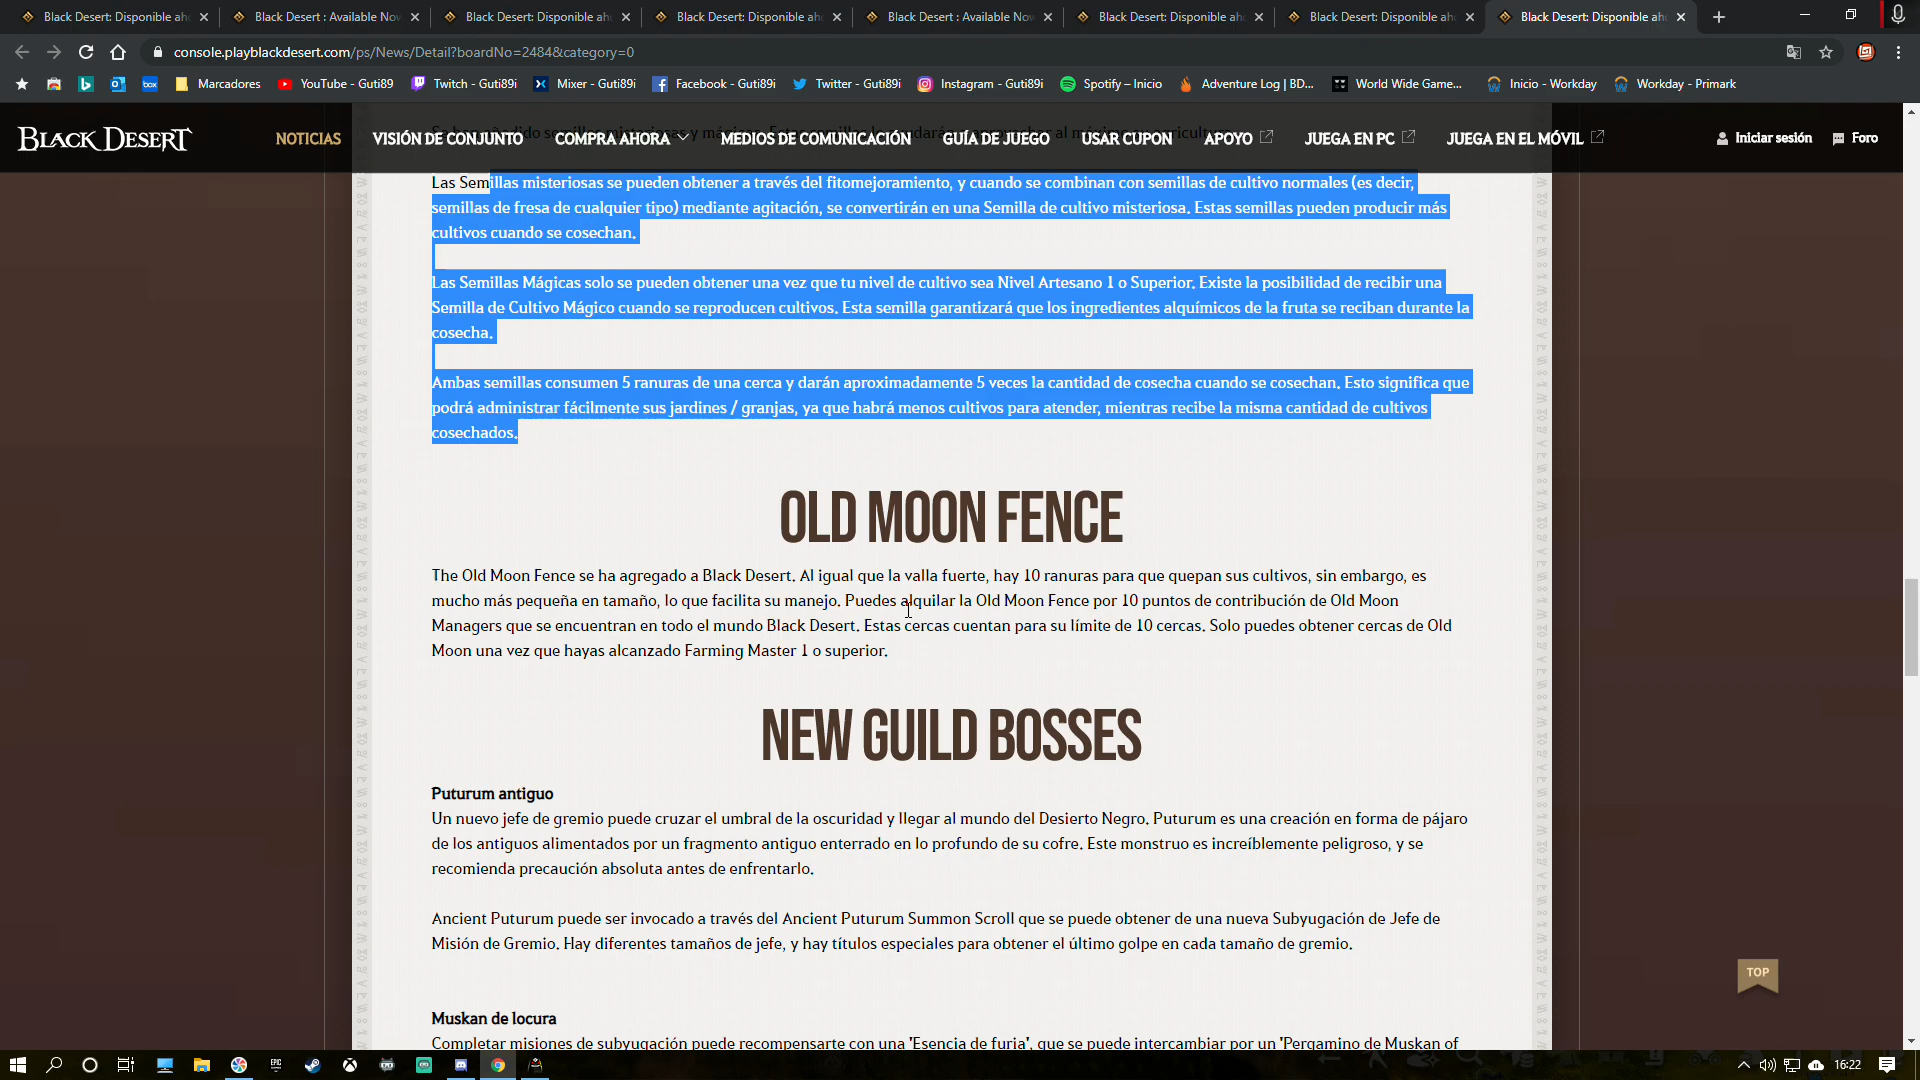 Black Desert: Disponible ah
Black Desert : Available Nov
Black Desert: Disponible ah
Black Desert: Disponible ah
Black Desert : Available Nov
Black Desert: Disponible ah
Black Desert: Disponible ah
Black Desert: Disponible ah
console.playblackdesert.com/ps/News/Detail?boardNo=2484&category=0
Marcadores
YouTube - Guti89
Twitch - Guti89i
Mixer - Guti89i
Facebook - Guti89i
Twitter - Guti89i
Instagram - Guti89i
Spotify – Inicio
Adventure Log | BD...
World Wide Game...
Inicio - Workday
Workday - Primark
BLACK DESERT
NOTICIAS
VISIÓN DE CONJUNTO
COMPRA AHORA
MEDIOS DE COMUNICACIÓN
GUÍA DE JUEGO
USAR CUPON
APOYO
JUEGA EN PC
JUEGA EN EL MÓVIL
Iniciar sesión
Foro
Las Semillas misteriosas se pueden obtener a través del fitomejoramiento, y cuando se combinan con semillas de cultivo normales (es decir,
semillas de fresa de cualquier tipo) mediante agitación, se convertirán en una Semilla de cultivo misteriosa. Estas semillas pueden producir más
cultivos cuando se cosechan.
Las Semillas Mágicas solo se pueden obtener una vez que tu nivel de cultivo sea Nivel Artesano 1 o Superior. Existe la posibilidad de recibir una
Semilla de Cultivo Mágico cuando se reproducen cultivos. Esta semilla garantizará que los ingredientes alquímicos de la fruta se reciban durante la
cosecha.
Ambas semillas consumen 5 ranuras de una cerca y darán aproximadamente 5 veces la cantidad de cosecha cuando se cosechan. Esto significa que
podrá administrar fácilmente sus jardines / granjas, ya que habrá menos cultivos para atender, mientras recibe la misma cantidad de cultivos
cosechados.
OLD MOON FENCE
The Old Moon Fence se ha agregado a Black Desert. Al igual que la valla fuerte, hay 10 ranuras para que quepan sus cultivos, sin embargo, es
mucho más pequeña en tamaño, lo que facilita su manejo. Puedes alquilar la Old Moon Fence por 10 puntos de contribución de Old Moon
Managers que se encuentran en todo el mundo Black Desert. Estas cercas cuentan para su límite de 10 cercas. Solo puedes obtener cercas de Old
Moon una vez que hayas alcanzado Farming Master 1 o superior.
NEW GUILD BOSSES
Puturum antiguo
Un nuevo jefe de gremio puede cruzar el umbral de la oscuridad y llegar al mundo del Desierto Negro. Puturum es una creación en forma de pájaro
de los antiguos alimentados por un fragmento antiguo enterrado en lo profundo de su cofre. Este monstruo es increíblemente peligroso, y se
recomienda precaución absoluta antes de enfrentarlo.
Ancient Puturum puede ser invocado a través del Ancient Puturum Summon Scroll que se puede obtener de una nueva Subyugación de Jefe de
Misión de Gremio. Hay diferentes tamaños de jefe, y hay títulos especiales para obtener el último golpe en cada tamaño de gremio.
TOP
Muskan de locura
Completar misiones de subyugación puede recompensarte con una 'Esencia de furia', que se puede intercambiar por un 'Pergamino de Muskan of
16:22